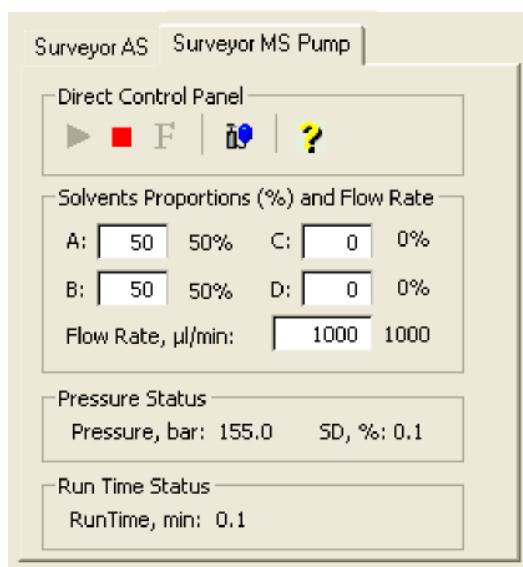 Surveyor AS Surveyor MS Pump
Direct Control Panel
F ?
Solvents Proportions (%) and Flow Rate
A: 50 50% C: 0 0%
B: 50 50% D: 0 0%
Flow Rate, µl/min: 1000 1000
Pressure Status
Pressure, bar: 155.0 SD, %: 0.1
Run Time Status
RunTime, min: 0.1